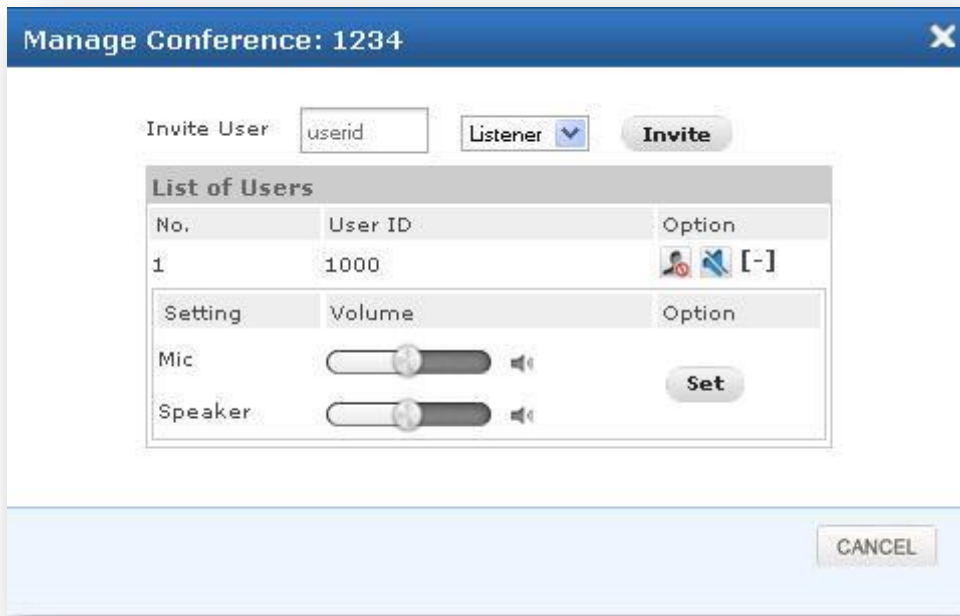 Manage Conference: 1234
Invite User userid Listener Invite
List of Users
No. User ID Option
1 1000 [-]
Setting Volume Option
Mic
Set
Speaker
CANCEL